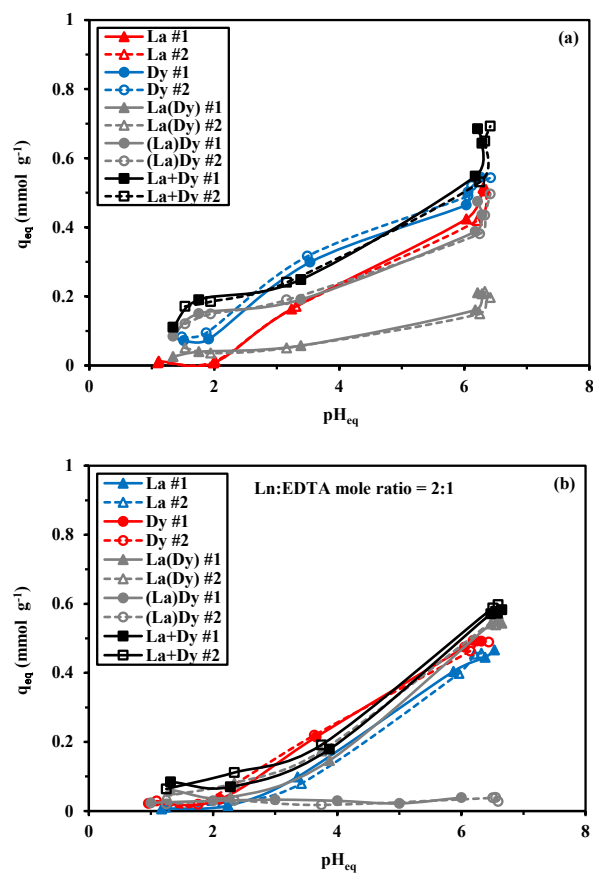 (a)
La #1
La #2
Dy #1
Dy #2
La(Dy) #1
La(Dy) #2
(La)Dy #1
(La)Dy #2
La+Dy #1
La+Dy #2
1
0.8
0.6
0.4
0.2
0
q_eq (mmol g⁻¹)
0 2 4 6 8
pH_eq
(b)
Ln:EDTA mole ratio = 2:1
La #1
La #2
Dy #1
Dy #2
La(Dy) #1
La(Dy) #2
(La)Dy #1
(La)Dy #2
La+Dy #1
La+Dy #2
1
0.8
0.6
0.4
0.2
0
q_eq (mmol g⁻¹)
0 2 4 6 8
pH_eq